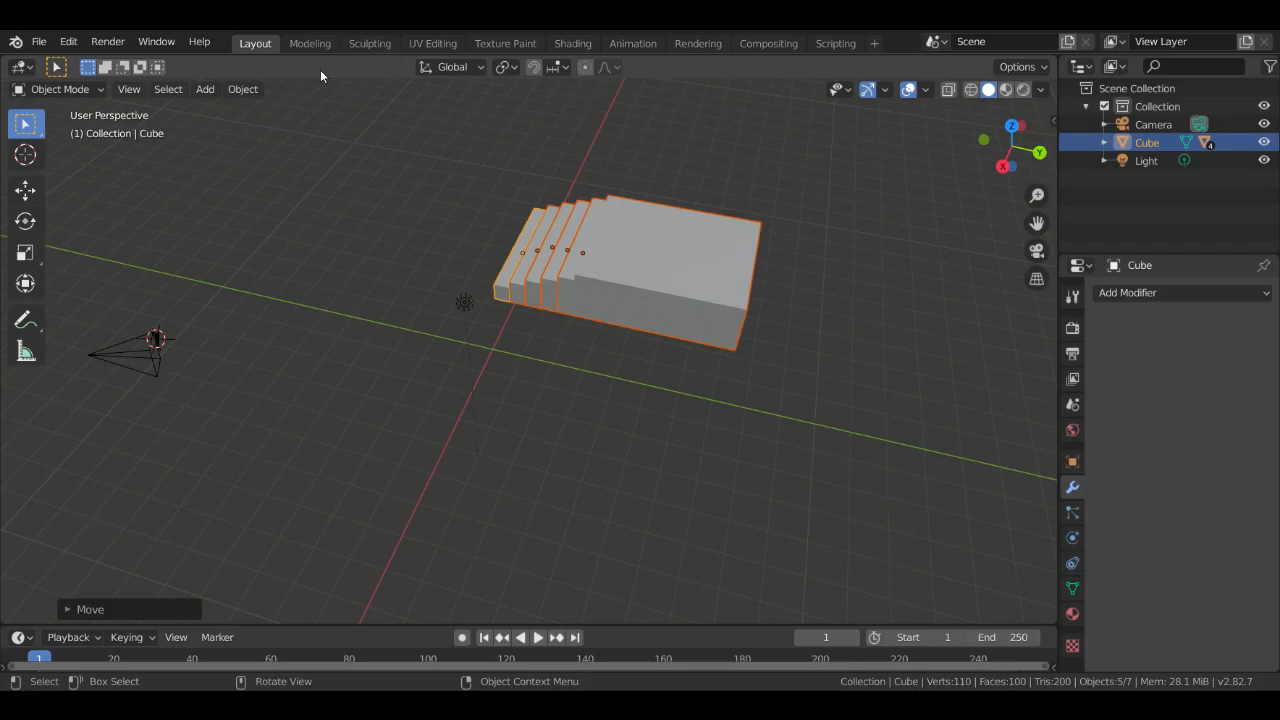 File Edit Render Window Help Layout Modeling Sculpting UV Editing Texture Paint Shading Animation Rendering Compositing Scripting + Scene View Layer
Global Options
Object Mode View Select Add Object
User Perspective
(1) Collection | Cube
Z
Y
X
Scene Collection
Collection
Camera
Cube 4
Light
Cube
Add Modifier
Move
Playback Keying View Marker 1 Start 1 End 250
1 20 40 60 80 100 120 140 160 180 200 220 240
Select Box Select Rotate View Object Context Menu Collection | Cube | Verts:110 | Faces:100 | Tris:200 | Objects:5/7 | Mem: 28.1 MiB | v2.82.7